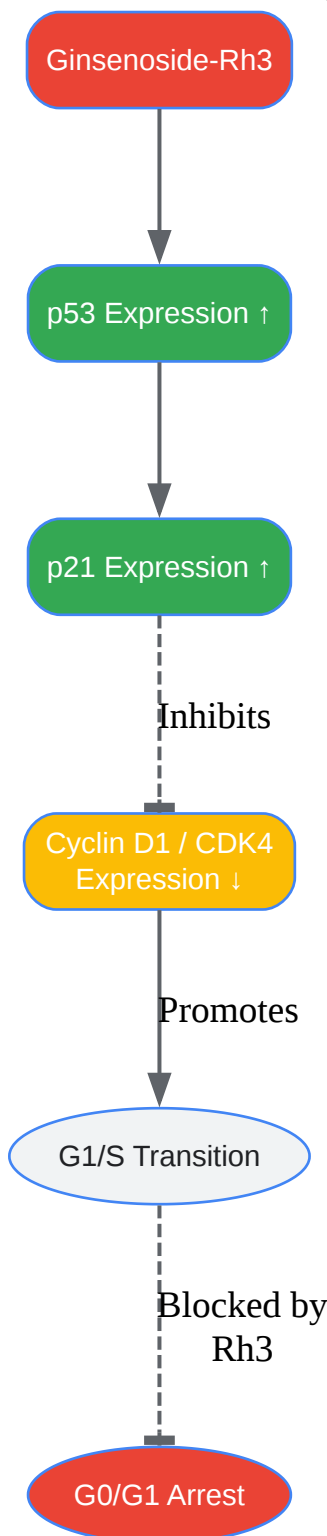 Ginsenoside-Rh3
p53 Expression ↑
p21 Expression ↑
Inhibits
Cyclin D1 / CDK4
Expression ↓
Promotes
G1/S Transition
Blocked by
Rh3
G0/G1 Arrest